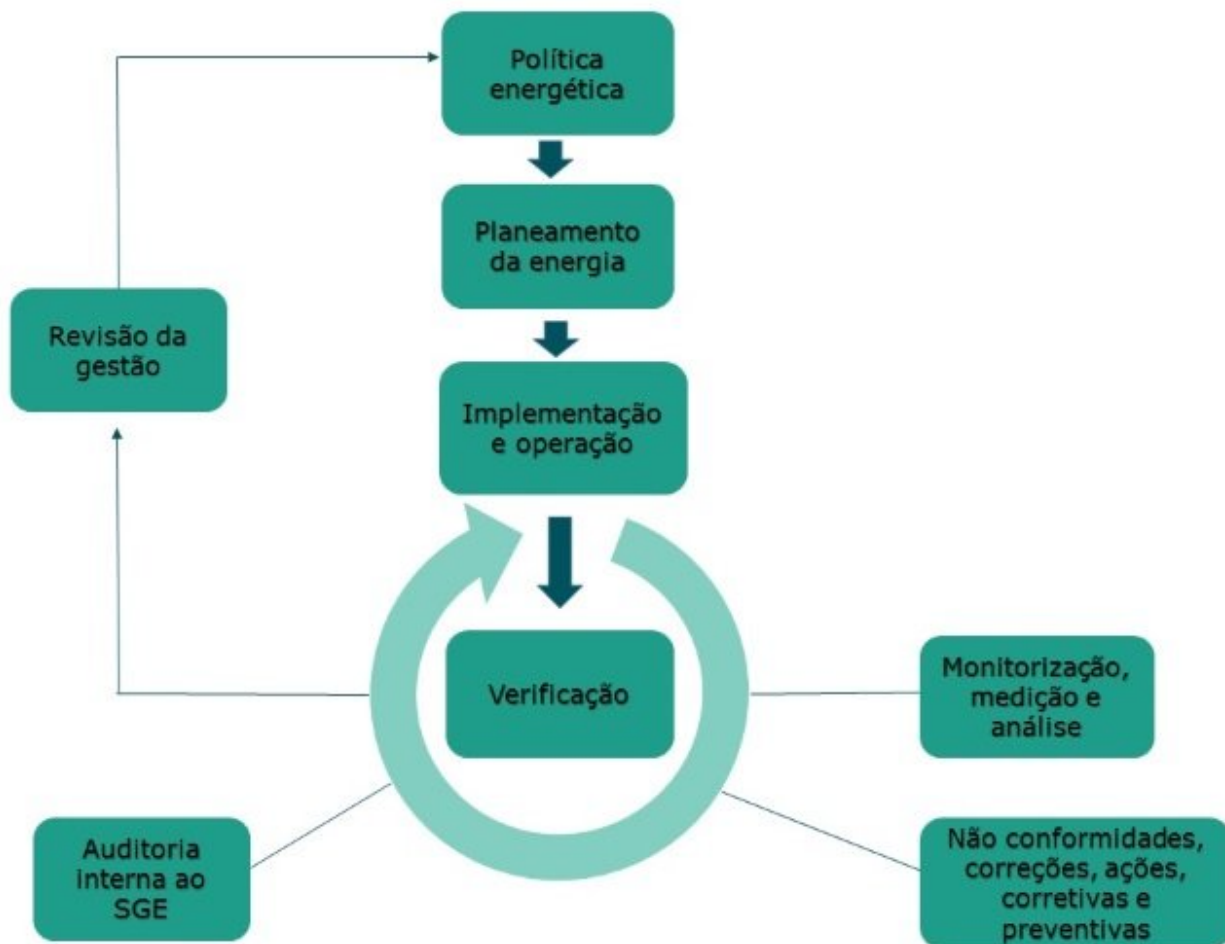 Política
energética
Planeamento
da energia
Revisão da
gestão
Implementação
e operação
Verificação
Monitorização,
medição e
análise
Auditoria
interna ao
SGE
Não conformidades,
correções, ações,
corretivas e
preventivas